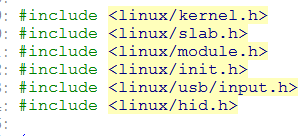 #include <linux/kernel.h>
#include <linux/slab.h>
#include <linux/module.h>
#include <linux/init.h>
#include <linux/usb/input.h>
#include <linux/hid.h>